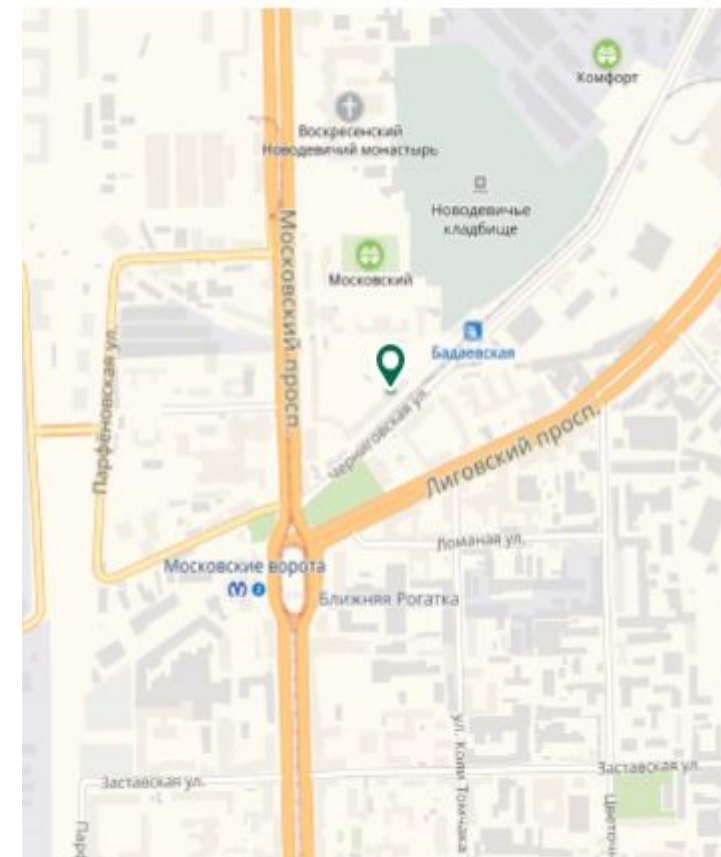 Комфорт
Воскресенский
Новодевичий монастырь
Новодевичье
кладбище
Московский просп.
Московский
Бадаевская
Парфёновская ул.
Черниговская ул.
Лиговский просп.
Ломаная ул.
Московские ворота
2
Ближняя Рогатка
ул. Коли Томчака
Заставская ул.
Заставская ул.